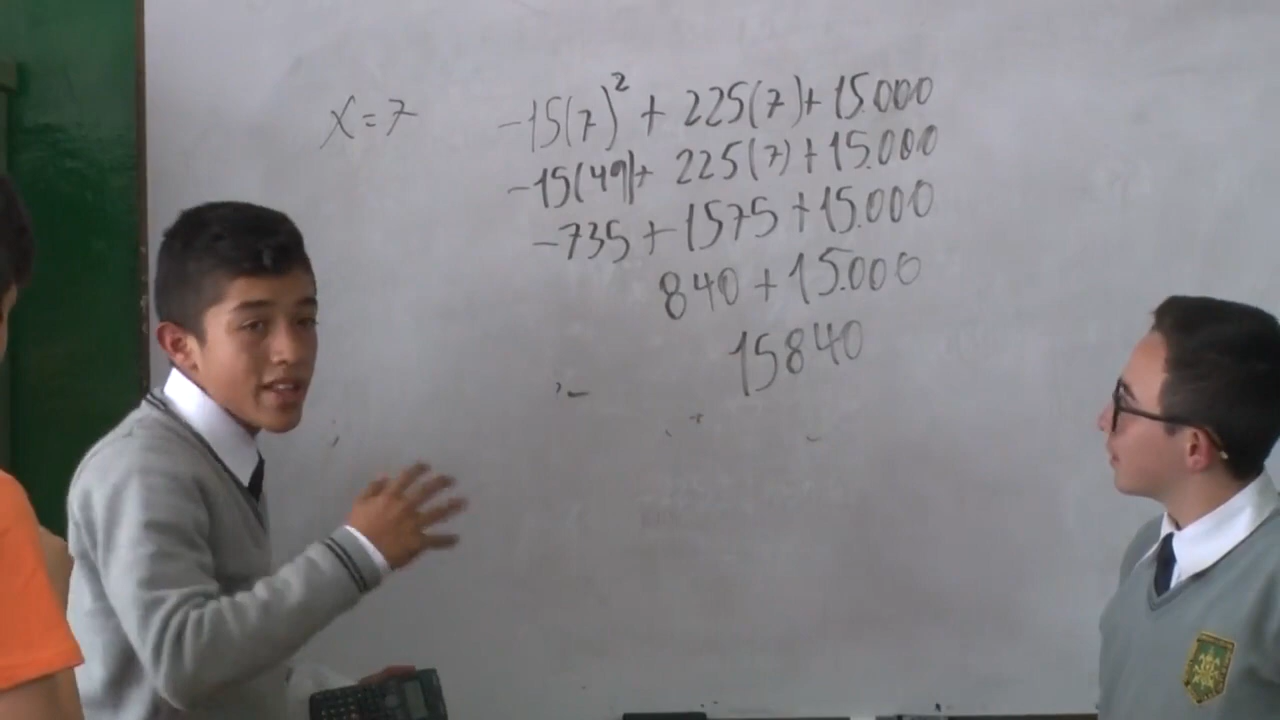 X=7
-15(7)² + 225(7) + 15.000
-15(49)+ 225(7) + 15.000
-735 + 1575 + 15.000
840 + 15.000
15840